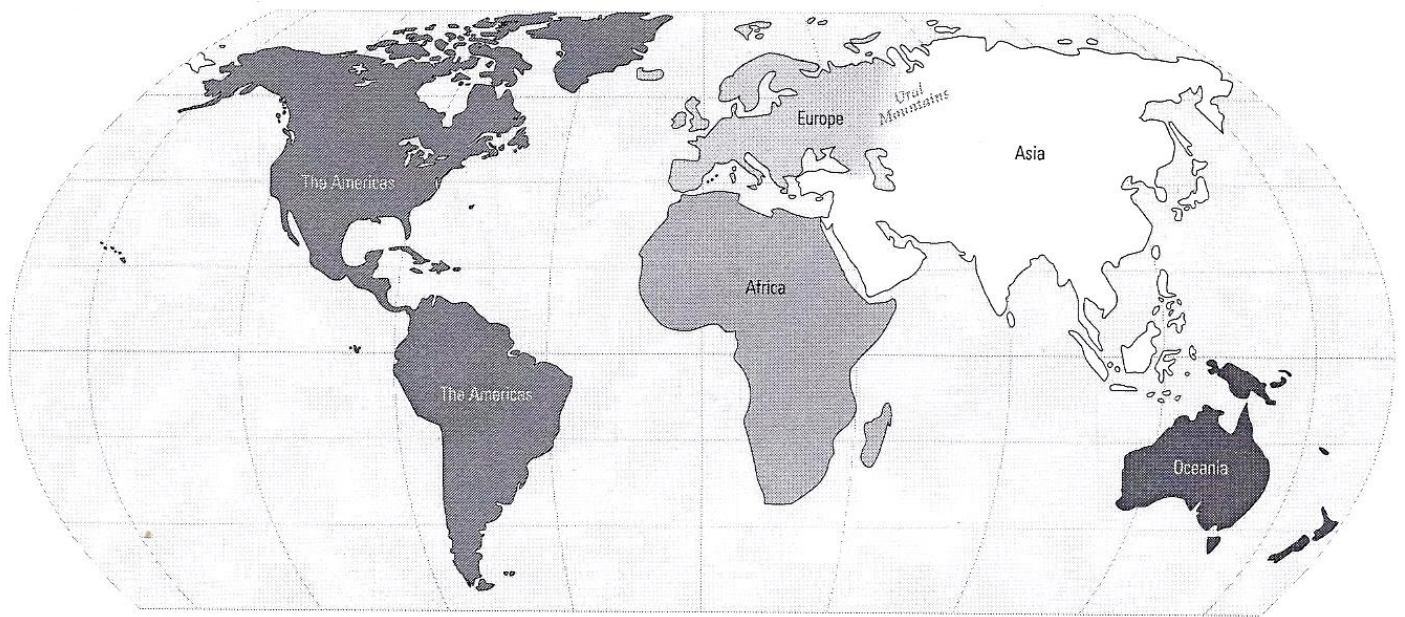 Ural
Mountains
Europe
Asia
The Americas
Africa
The Americas
Oceania